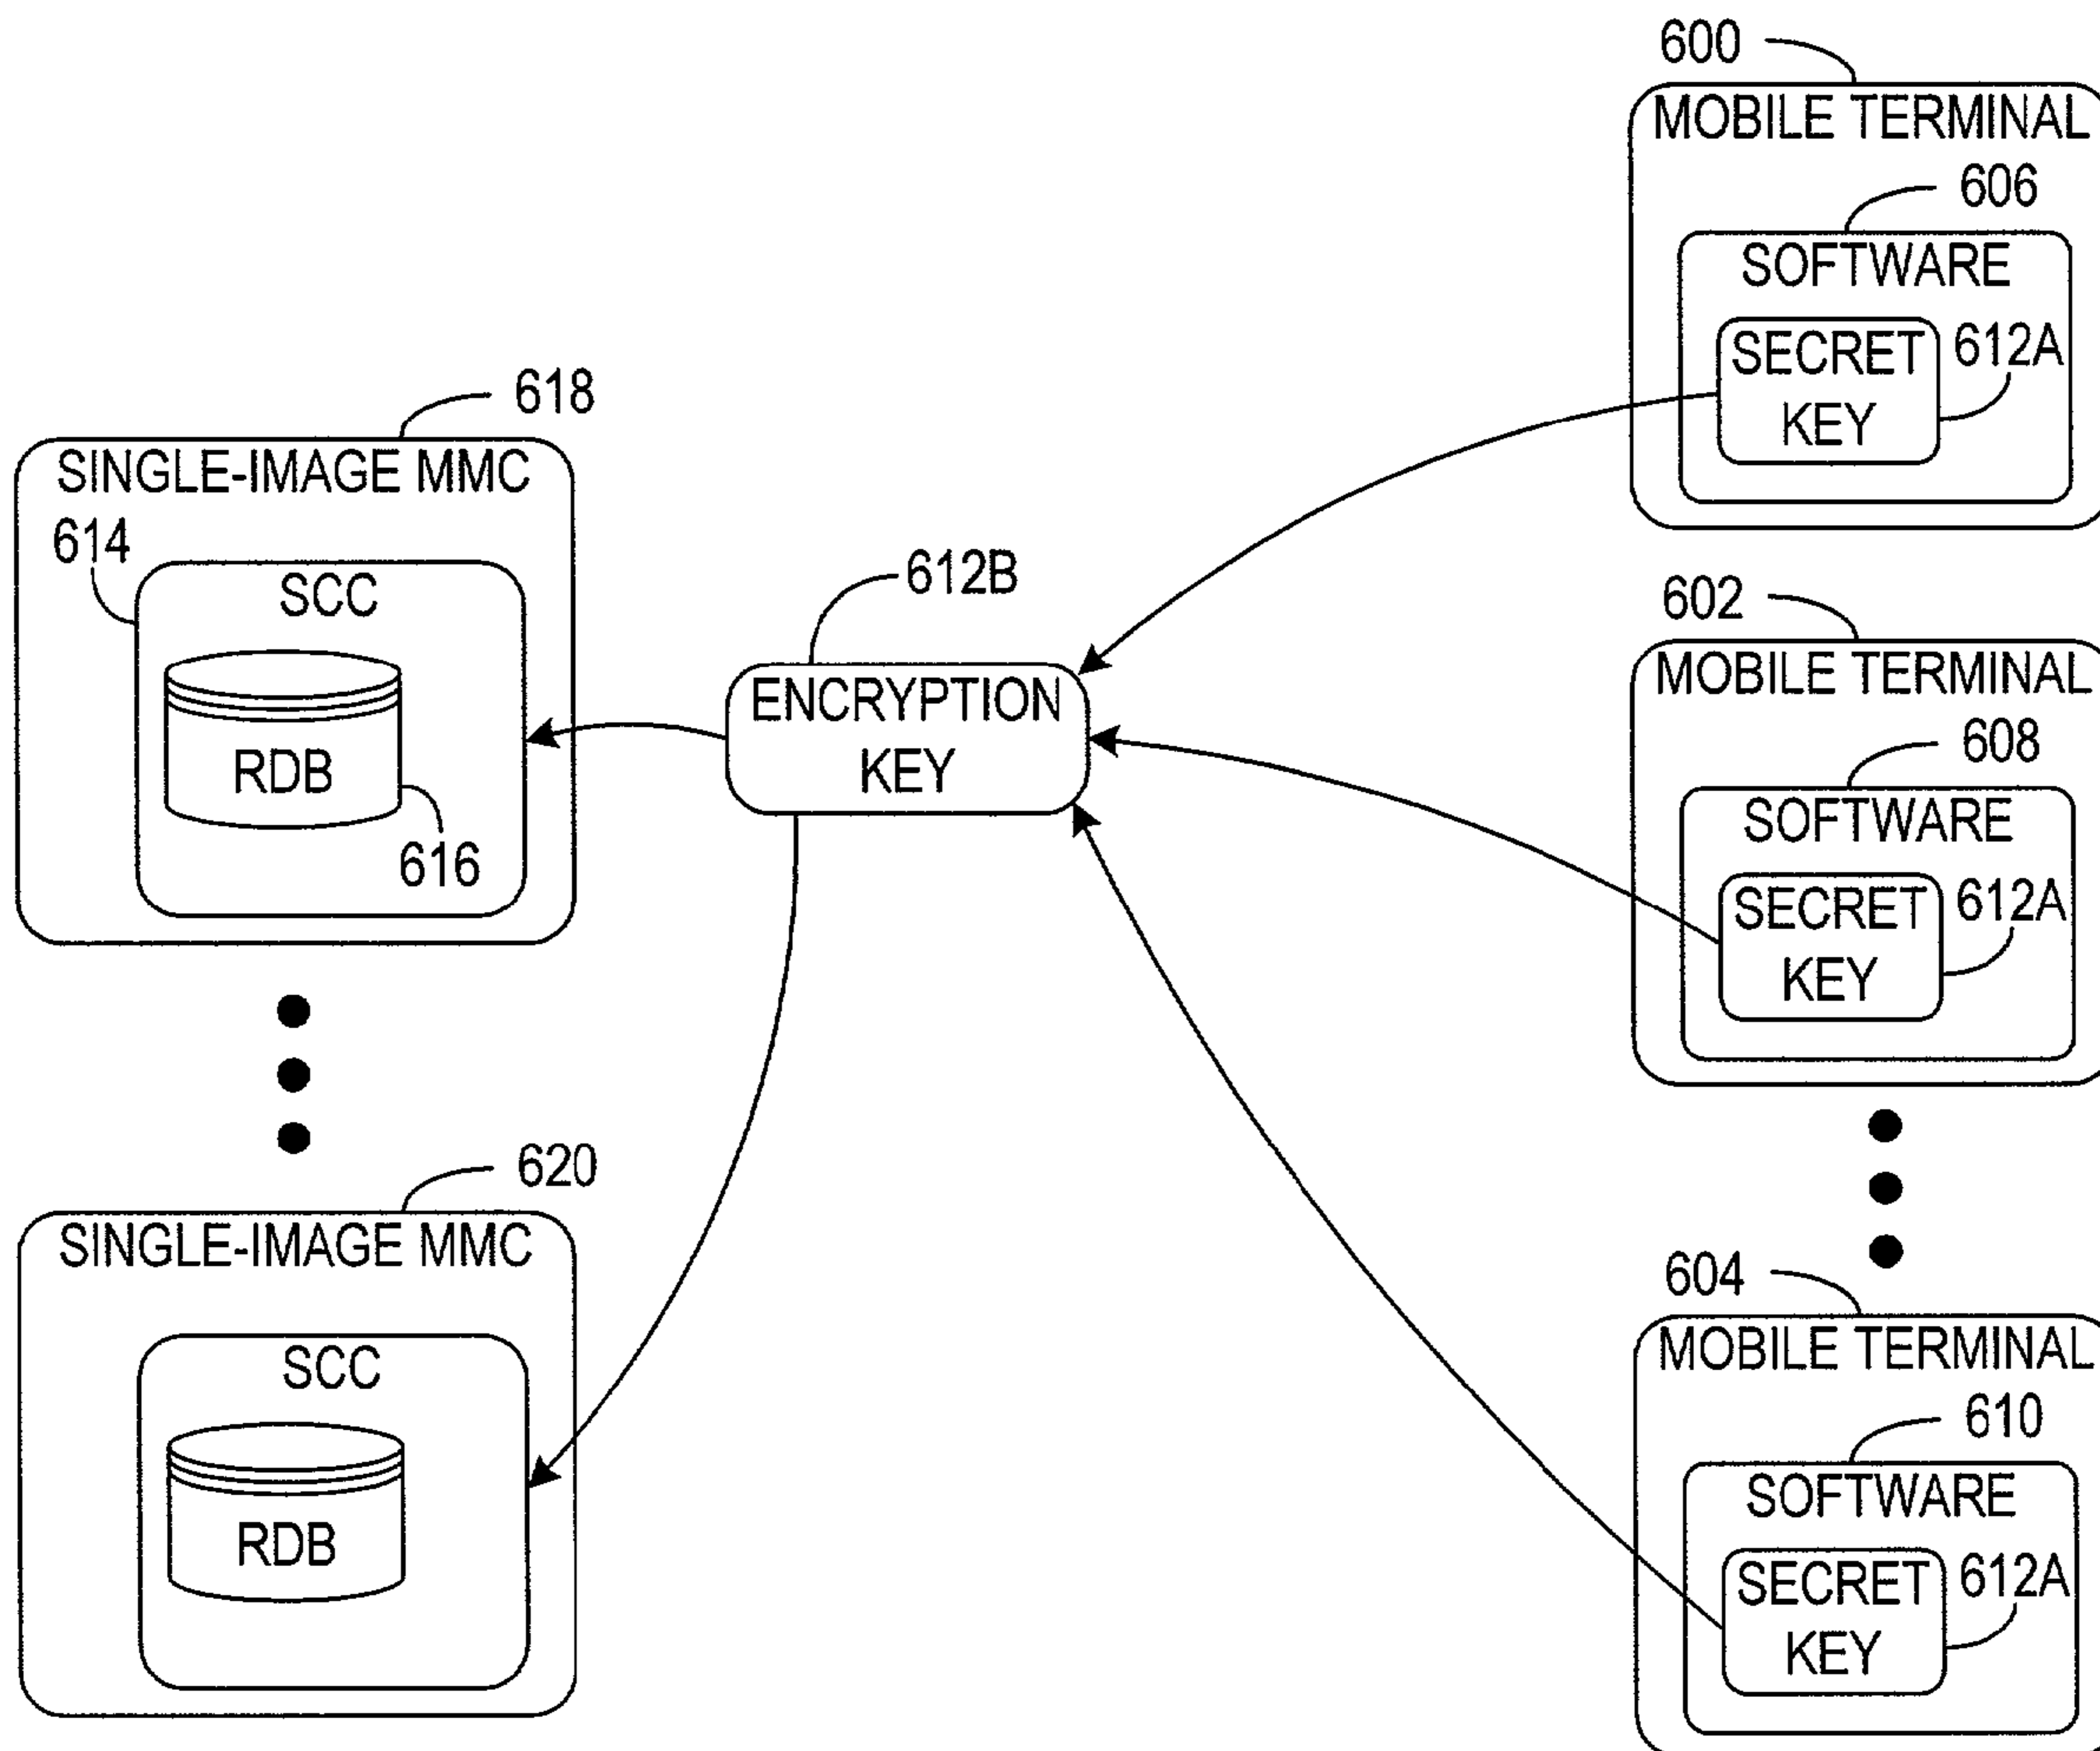 600
MOBILE TERMINAL
606
SOFTWARE
SECRET
KEY
612A
618
SINGLE-IMAGE MMC
614
SCC
RDB
616
612B
ENCRYPTION
KEY
602
MOBILE TERMINAL
608
SOFTWARE
SECRET
KEY
612A
620
SINGLE-IMAGE MMC
SCC
RDB
604
MOBILE TERMINAL
610
SOFTWARE
SECRET
KEY
612A